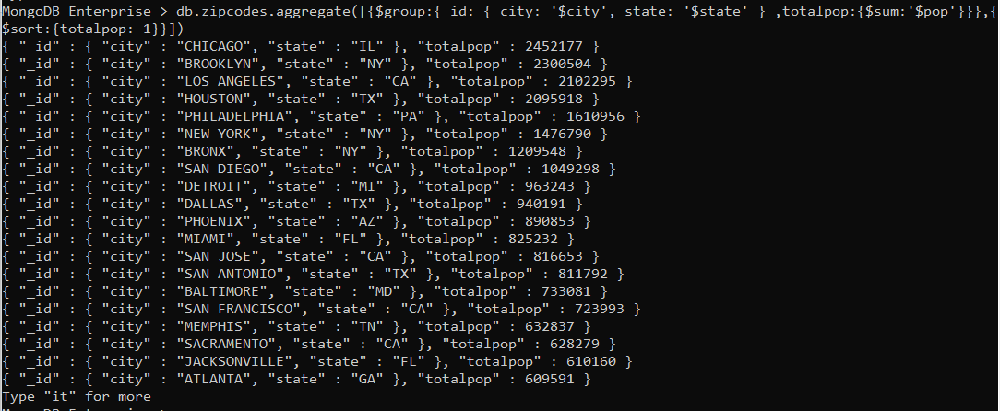 MongoDB Enterprise > db.zipcodes.aggregate([{$group:{_id: { city: '$city', state: '$state' } ,totalpop:{$sum:'$pop'}}},{
$sort:{totalpop:-1}}])
{ "_id" : { "city" : "CHICAGO", "state" : "IL" }, "totalpop" : 2452177 }
{ "_id" : { "city" : "BROOKLYN", "state" : "NY" }, "totalpop" : 2300504 }
{ "_id" : { "city" : "LOS ANGELES", "state" : "CA" }, "totalpop" : 2102295 }
{ "_id" : { "city" : "HOUSTON", "state" : "TX" }, "totalpop" : 2095918 }
{ "_id" : { "city" : "PHILADELPHIA", "state" : "PA" }, "totalpop" : 1610956 }
{ "_id" : { "city" : "NEW YORK", "state" : "NY" }, "totalpop" : 1476790 }
{ "_id" : { "city" : "BRONX", "state" : "NY" }, "totalpop" : 1209548 }
{ "_id" : { "city" : "SAN DIEGO", "state" : "CA" }, "totalpop" : 1049298 }
{ "_id" : { "city" : "DETROIT", "state" : "MI" }, "totalpop" : 963243 }
{ "_id" : { "city" : "DALLAS", "state" : "TX" }, "totalpop" : 940191 }
{ "_id" : { "city" : "PHOENIX", "state" : "AZ" }, "totalpop" : 890853 }
{ "_id" : { "city" : "MIAMI", "state" : "FL" }, "totalpop" : 825232 }
{ "_id" : { "city" : "SAN JOSE", "state" : "CA" }, "totalpop" : 816653 }
{ "_id" : { "city" : "SAN ANTONIO", "state" : "TX" }, "totalpop" : 811792 }
{ "_id" : { "city" : "BALTIMORE", "state" : "MD" }, "totalpop" : 733081 }
{ "_id" : { "city" : "SAN FRANCISCO", "state" : "CA" }, "totalpop" : 723993 }
{ "_id" : { "city" : "MEMPHIS", "state" : "TN" }, "totalpop" : 632837 }
{ "_id" : { "city" : "SACRAMENTO", "state" : "CA" }, "totalpop" : 628279 }
{ "_id" : { "city" : "JACKSONVILLE", "state" : "FL" }, "totalpop" : 610160 }
{ "_id" : { "city" : "ATLANTA", "state" : "GA" }, "totalpop" : 609591 }
Type "it" for more